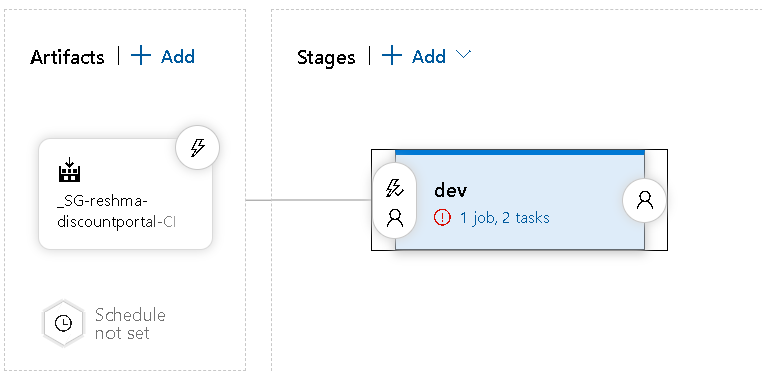 Artifacts | + Add
Stages | + Add
_SG-reshma-
discountportal-CI
dev
1 job, 2 tasks
Schedule
not set